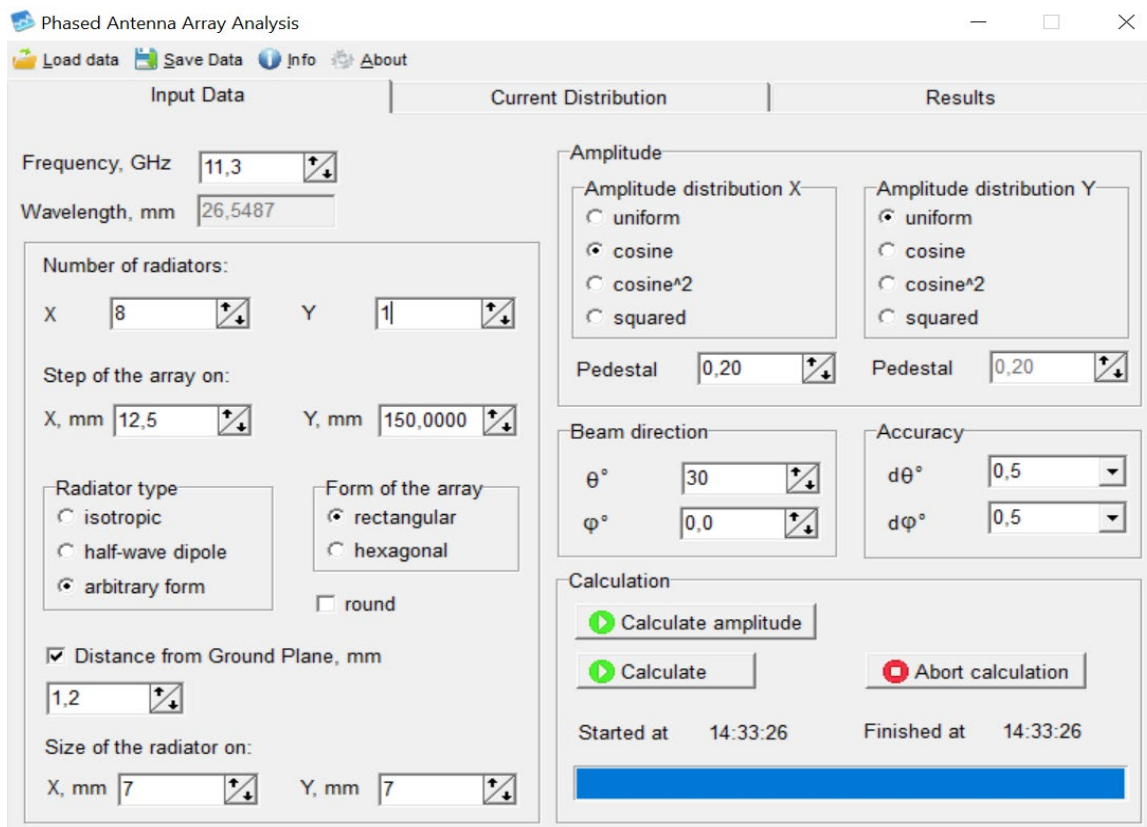 Phased Antenna Array Analysis
Load data Save Data Info About
Input Data Current Distribution Results
Frequency, GHz 11,3
Wavelength, mm 26,5487
Number of radiators:
X 8 Y 1
Step of the array on:
X, mm 12,5 Y, mm 150,0000
Radiator type
isotropic
half-wave dipole
arbitrary form
Form of the array
rectangular
hexagonal
round
Distance from Ground Plane, mm
1,2
Size of the radiator on:
X, mm 7 Y, mm 7
Amplitude
Amplitude distribution X
uniform
cosine
cosine^2
squared
Pedestal 0,20
Amplitude distribution Y
uniform
cosine
cosine^2
squared
Pedestal 0,20
Beam direction
θ° 30
φ° 0,0
Accuracy
dθ° 0,5
dφ° 0,5
Calculation
Calculate amplitude
Calculate Abort calculation
Started at 14:33:26 Finished at 14:33:26